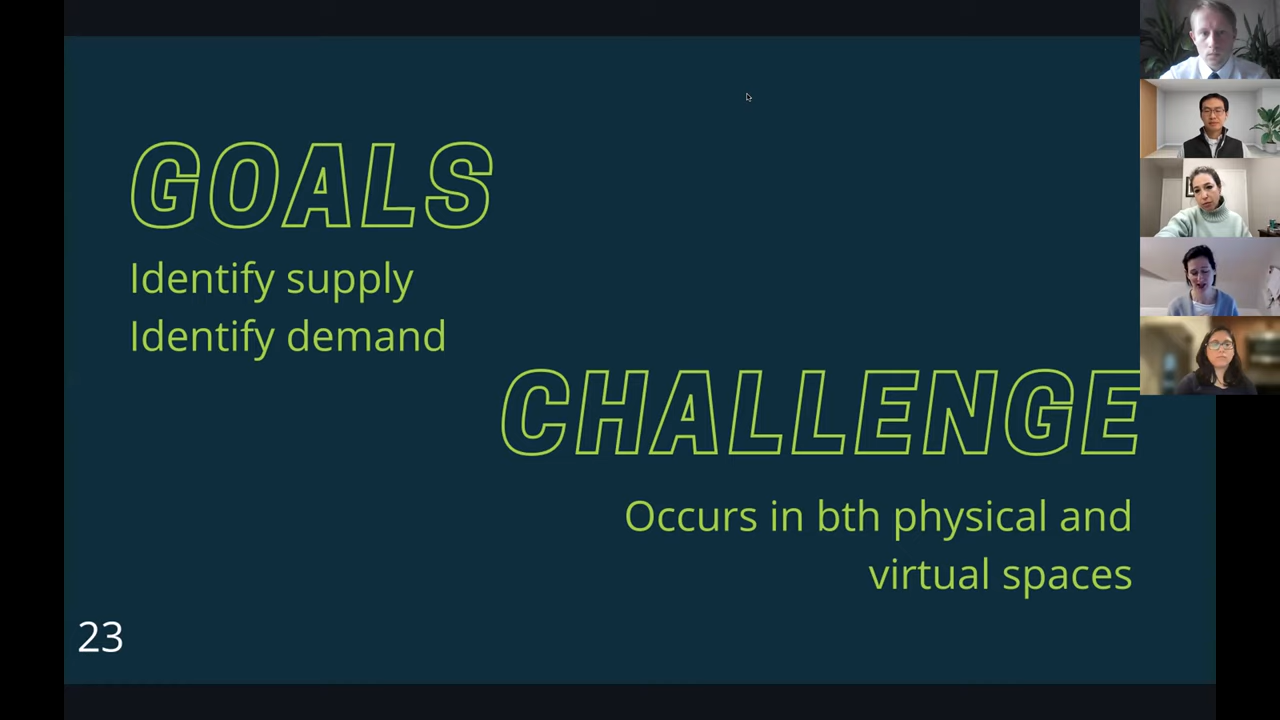 GOALS
Identify supply
Identify demand
CHALLENGE
Occurs in bth physical and
virtual spaces
23